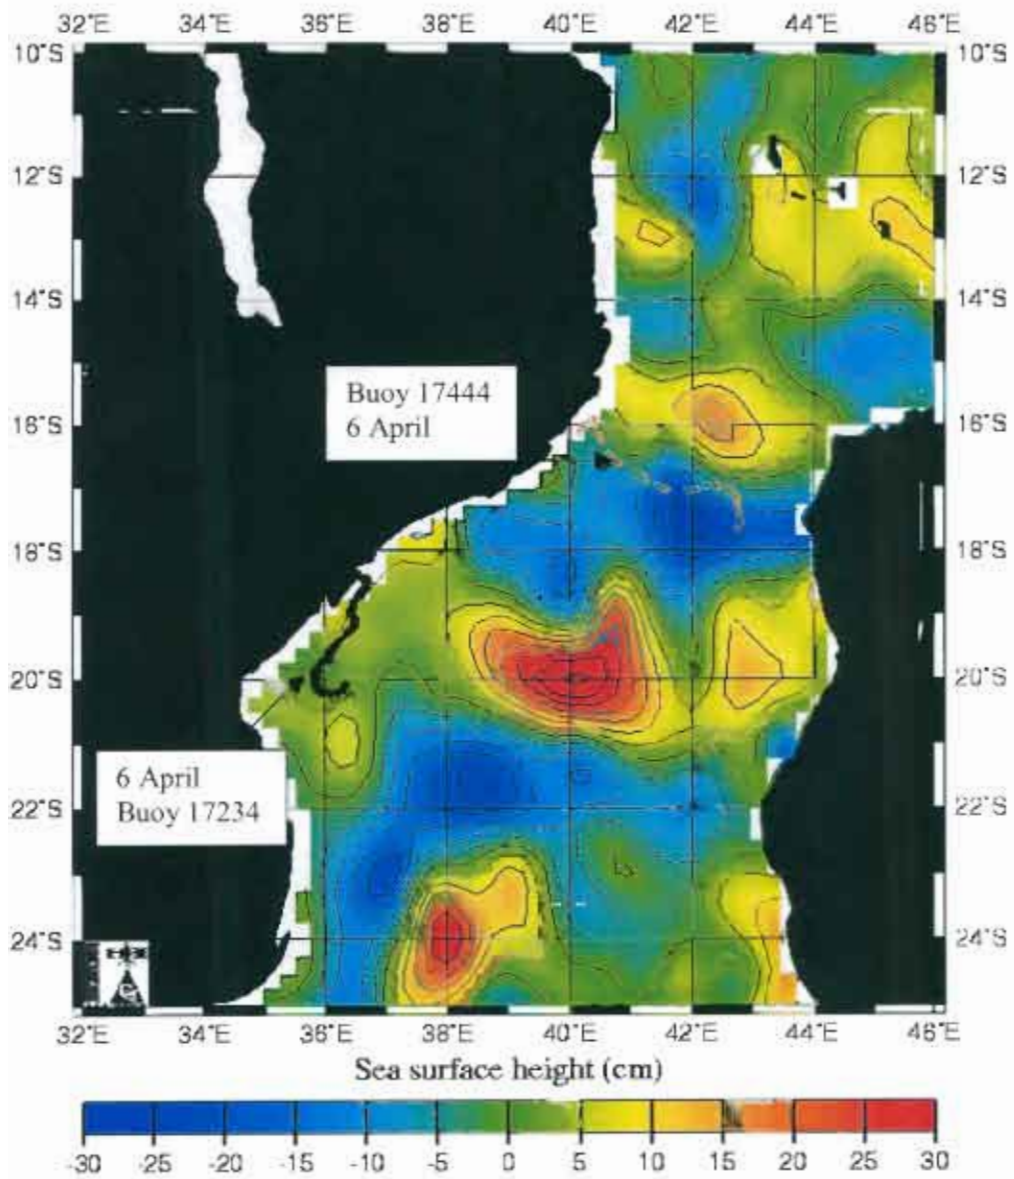 32°E 34°E 36°E 38°E 40°E 42°E 44°E 46°E
10°S 10°S
12°S 12°S
14°S 14°S
Buoy 17444
6 April
16°S 16°S
18°S 18°S
20°S 20°S
6 April
Buoy 17234
22°S 22°S
24°S 24°S
32°E 34°E 36°E 38°E 40°E 42°E 44°E 46°E
Sea surface height (cm)
-30 -25 -20 -15 -10 -5 0 5 10 15 20 25 30